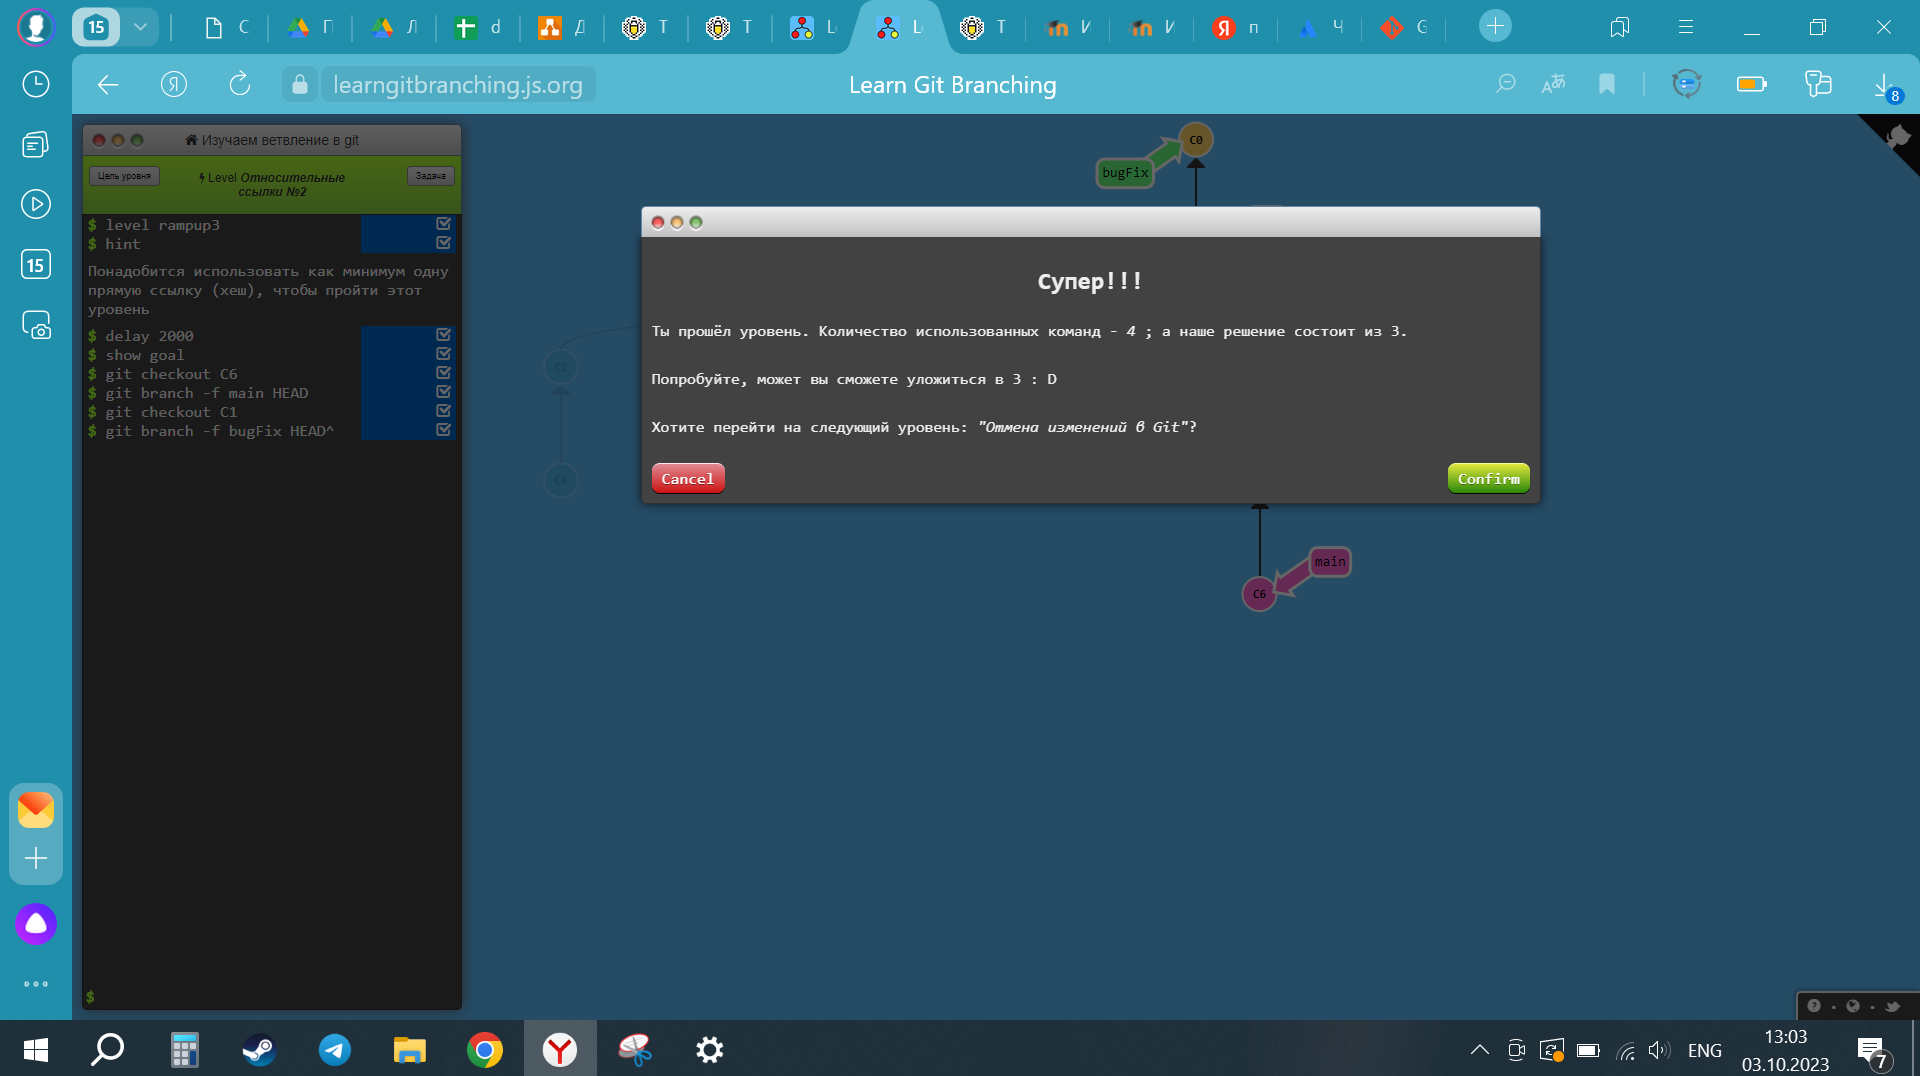 15
С
П
Л
d
Д
Т
Т
L
L
Т
И
И
п
Ч
G
Я
learngitbranching.js.org
Learn Git Branching
8
15
Изучаем ветвление в git
Цель уровня
Level Относительные
ссылки №2
Задача
$ level rampup3
$ hint
Понадобится использовать как минимум одну
прямую ссылку (хеш), чтобы пройти этот
уровень
$ delay 2000
$ show goal
$ git checkout C6
$ git branch -f main HEAD
$ git checkout C1
$ git branch -f bugFix HEAD^
$
C0
bugFix
C4
Супер!!!
Ты прошёл уровень. Количество использованных команд - 4 ; а наше решение состоит из 3.
Попробуйте, может вы сможете уложиться в 3 : D
Хотите перейти на следующий уровень: "Отмена изменений в Git"?
Cancel
Confirm
main
C6
ENG
13:03
03.10.2023
7